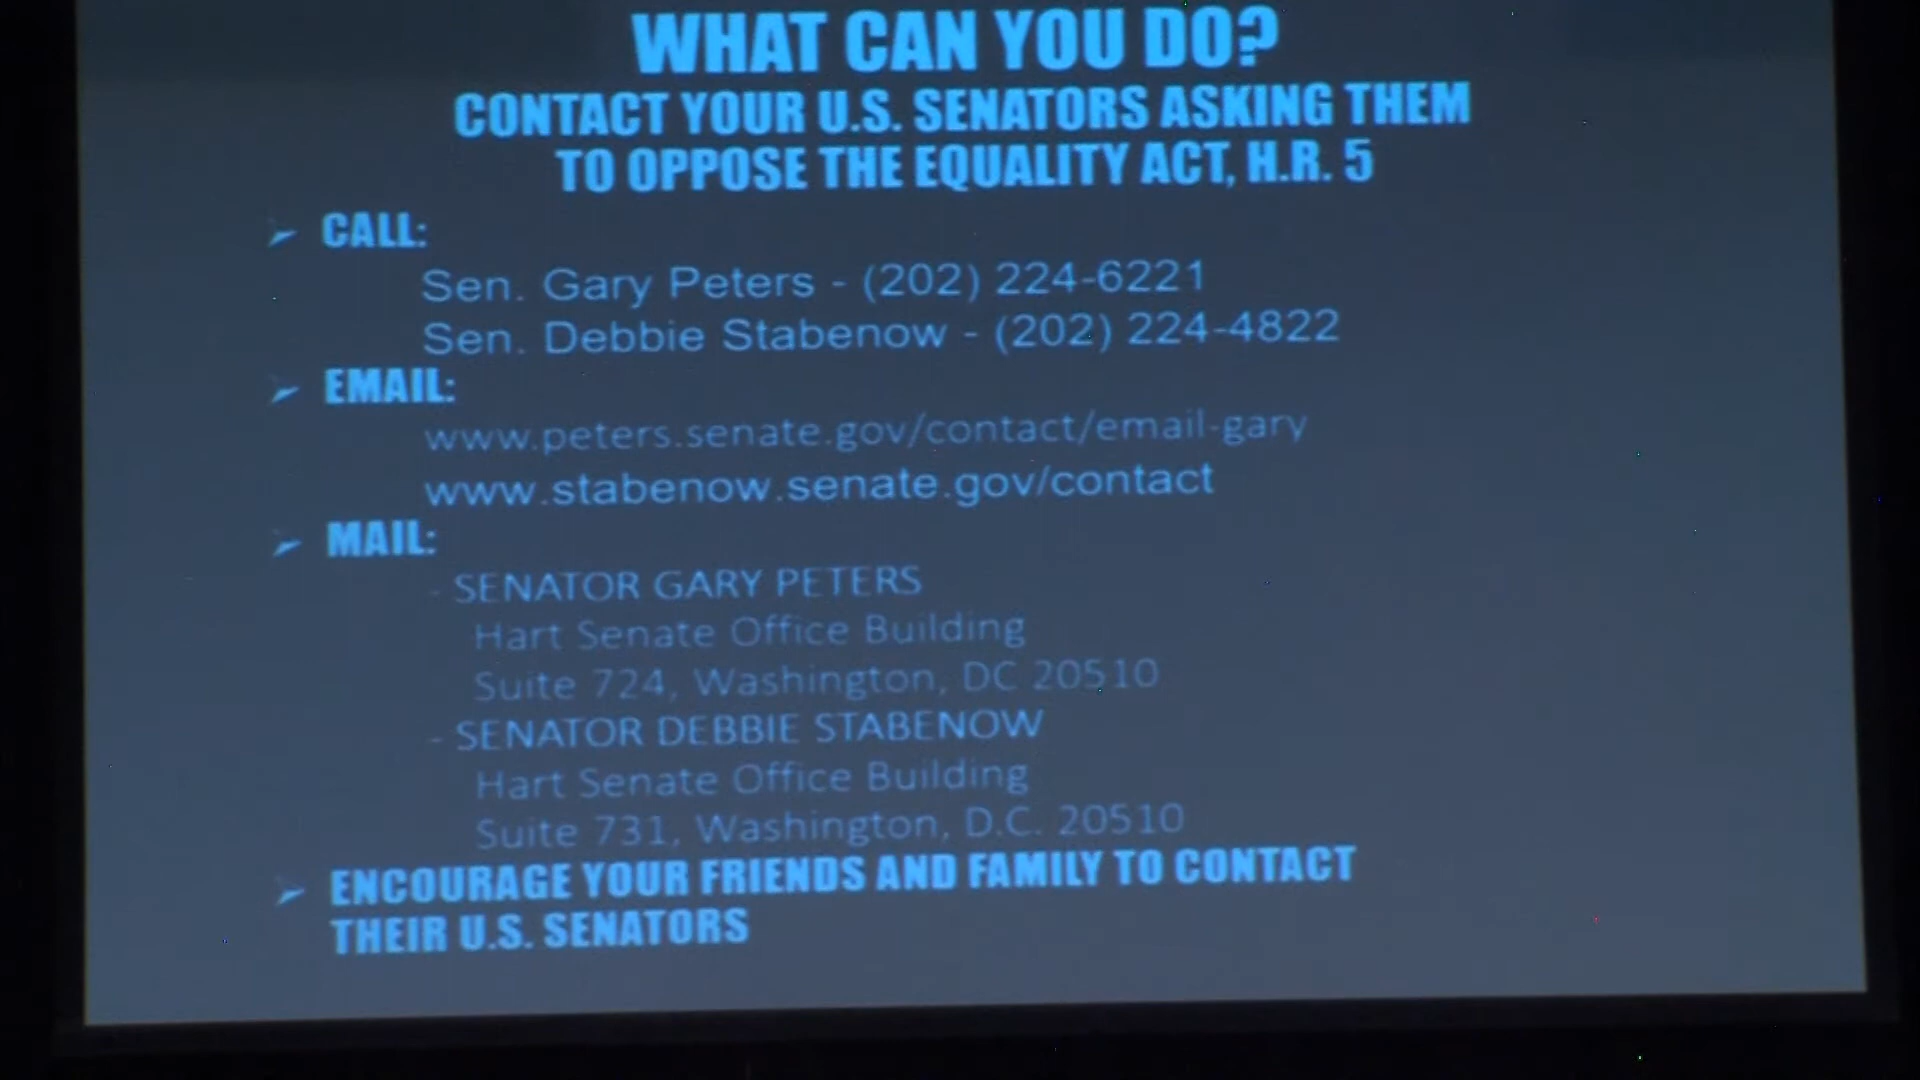 WHAT CAN YOU DO?
CONTACT YOUR U.S. SENATORS ASKING THEM
TO OPPOSE THE EQUALITY ACT, H.R. 5
➢ CALL:
Sen. Gary Peters - (202) 224-6221
Sen. Debbie Stabenow - (202) 224-4822
➢ EMAIL:
www.peters.senate.gov/contact/email-gary
www.stabenow.senate.gov/contact
➢ MAIL:
- SENATOR GARY PETERS
Hart Senate Office Building
Suite 724, Washington, DC 20510
- SENATOR DEBBIE STABENOW
Hart Senate Office Building
Suite 731, Washington, D.C. 20510
➢ ENCOURAGE YOUR FRIENDS AND FAMILY TO CONTACT
THEIR U.S. SENATORS